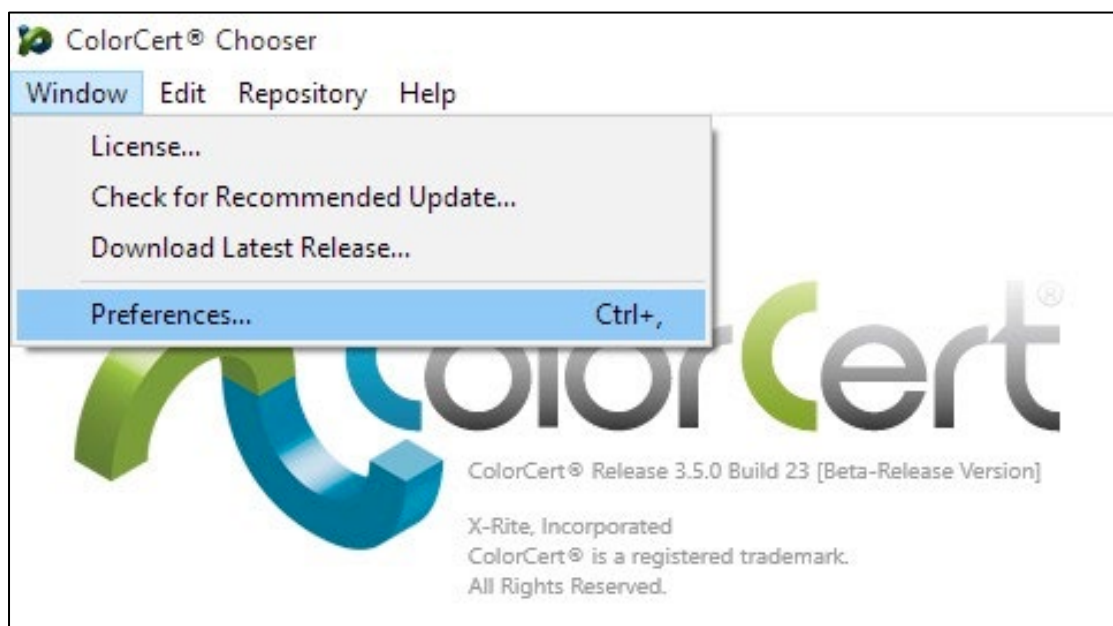 ColorCert® Chooser
Window Edit Repository Help
License...
Check for Recommended Update...
Download Latest Release...
Preferences... Ctrl+,
ColorCert®
ColorCert® Release 3.5.0 Build 23 [Beta-Release Version]
X-Rite, Incorporated
ColorCert® is a registered trademark.
All Rights Reserved.